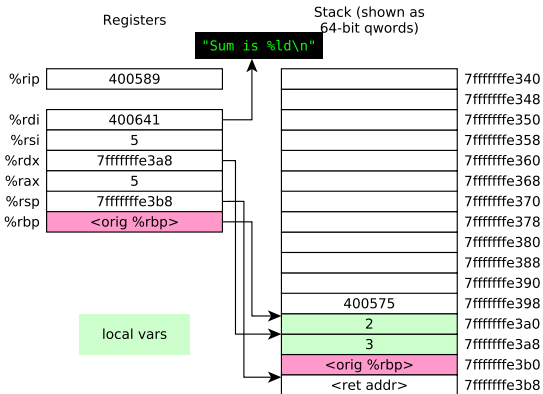 Registers
Stack (shown as
64-bit qwords)
"Sum is %ld\n"
%rip 400589
%rdi 400641
%rsi 5
%rdx 7fffffffe3a8
%rax 5
%rsp 7fffffffe3b8
%rbp <orig %rbp>
7fffffffe340
7fffffffe348
7fffffffe350
7fffffffe358
7fffffffe360
7fffffffe368
7fffffffe370
7fffffffe378
7fffffffe380
7fffffffe388
7fffffffe390
400575 7fffffffe398
2 7fffffffe3a0
3 7fffffffe3a8
<orig %rbp> 7fffffffe3b0
<ret addr> 7fffffffe3b8
local vars